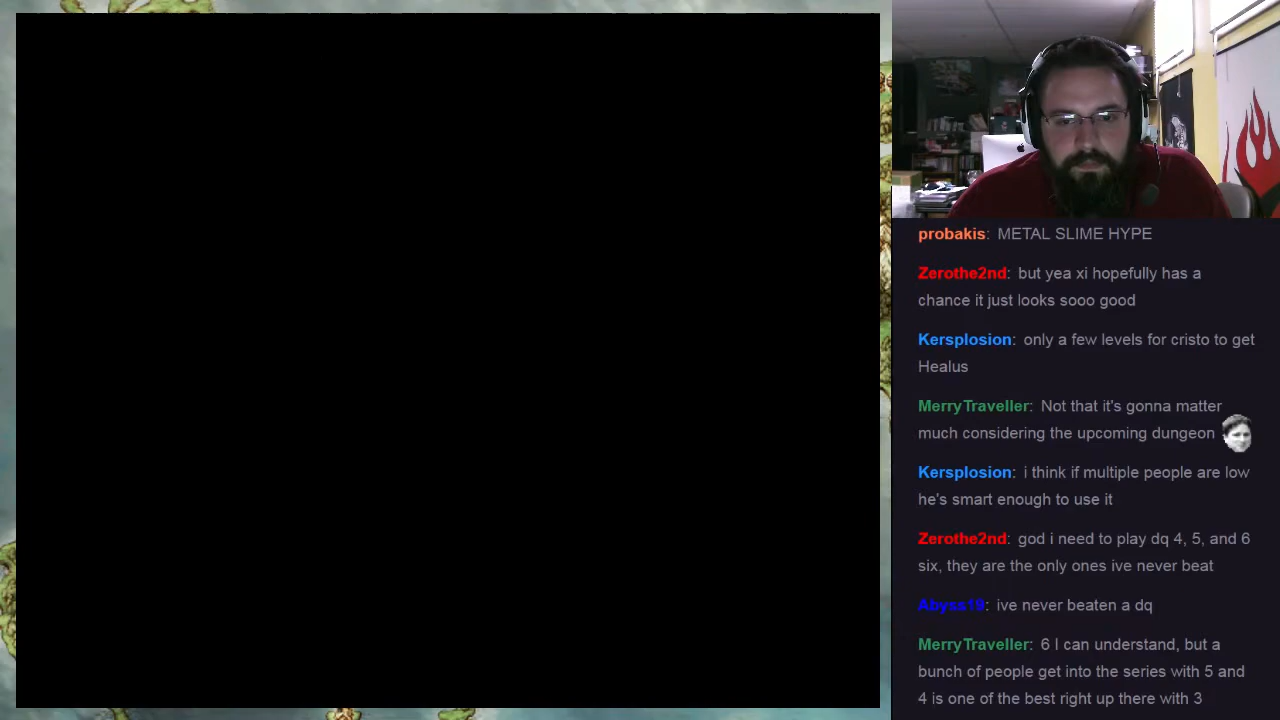 probakis: METAL SLIME HYPE
Zerothe2nd: but yea xi hopefully has a
chance it just looks sooo good
Kersplosion: only a few levels for cristo to get
Healus
MerryTraveller: Not that it's gonna matter
much considering the upcoming dungeon
Kersplosion: i think if multiple people are low
he's smart enough to use it
Zerothe2nd: god i need to play dq 4, 5, and 6
six, they are the only ones ive never beat
Abyss19: ive never beaten a dq
MerryTraveller: 6 I can understand, but a
bunch of people get into the series with 5 and
4 is one of the best right up there with 3